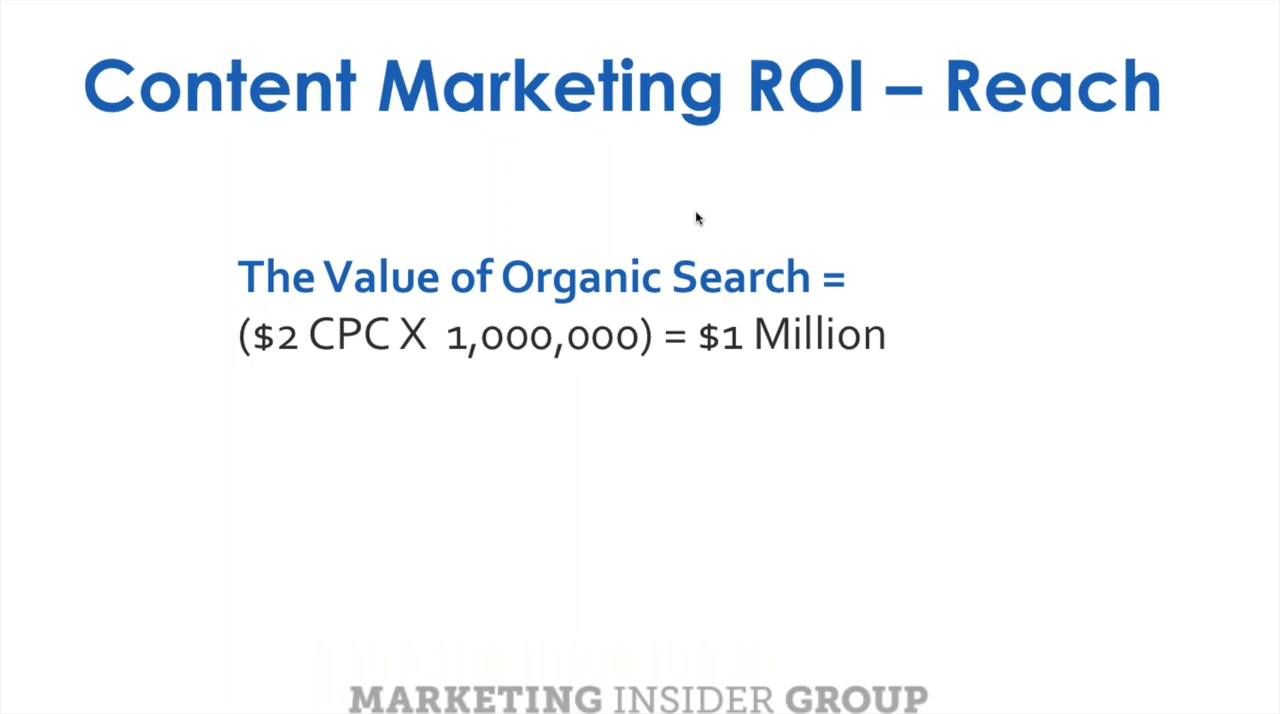 Content Marketing ROI – Reach
The Value of Organic Search =
($2 CPC X 1,000,000) = $1 Million
MARKETING INSIDER GROUP